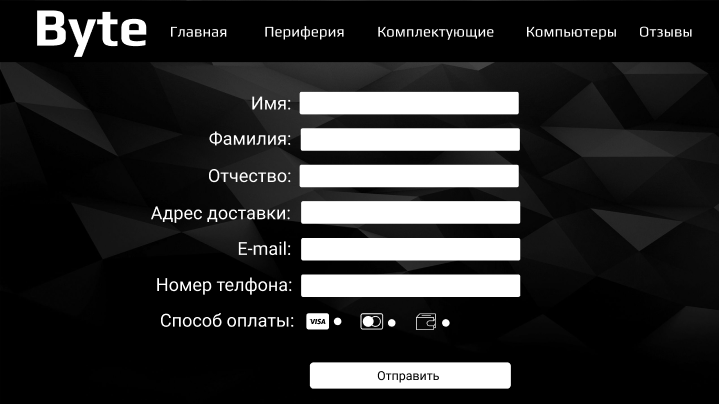 Byte Главная Периферия Комплектующие Компьютеры Отзывы
Имя:
Фамилия:
Отчество:
Адрес доставки:
E-mail:
Номер телфона:
Способ оплаты: VISA
Отправить